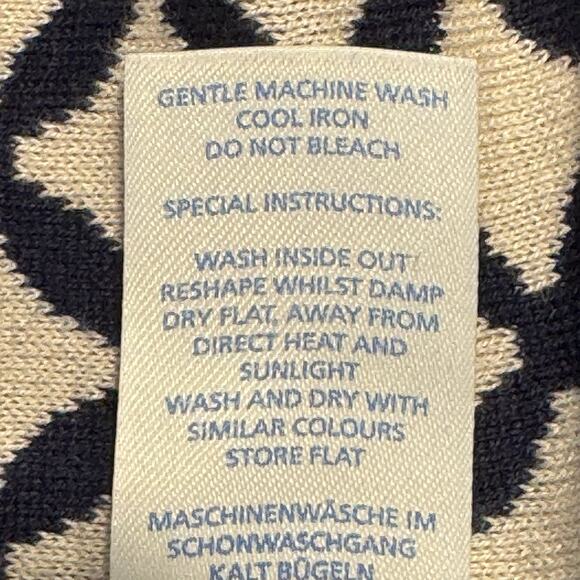 GENTLE MACHINE WASH
COOL IRON
DO NOT BLEACH
SPECIAL INSTRUCTIONS:
WASH INSIDE OUT
RESHAPE WHILST DAMP
DRY FLAT, AWAY FROM
DIRECT HEAT AND
SUNLIGHT
WASH AND DRY WITH
SIMILAR COLOURS
STORE FLAT
MASCHINENWÄSCHE IM
SCHONWASCHGANG
KALT BÜGELN